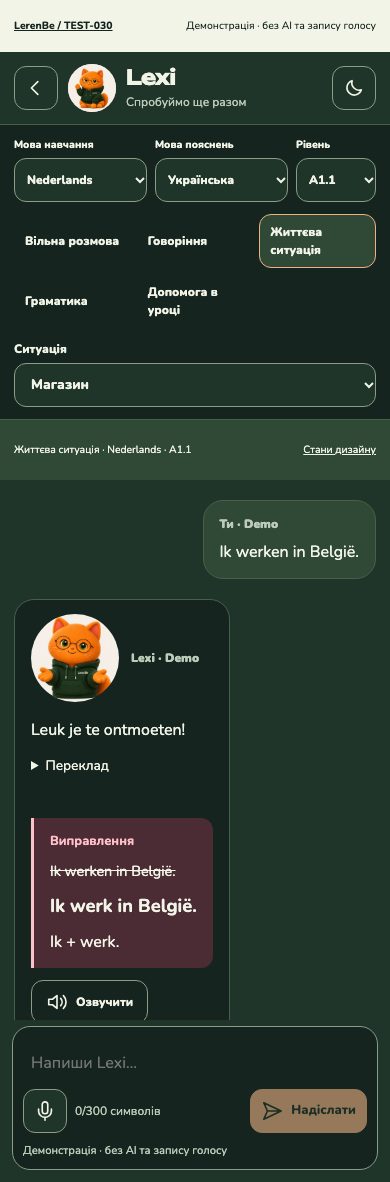 LerenBe / TEST-030
Демонстрація · без AI та запису голосу
Lexi
Спробуймо ще разом
Мова навчання
Мова пояснень
Рівень
Nederlands
Українська
A1.1
Вільна розмова
Говоріння
Життєва
ситуація
Граматика
Допомога в
уроці
Ситуація
Магазин
Життєва ситуація · Nederlands · A1.1
Стани дизайну
Ти · Demo
Ik werken in België.
Lexi · Demo
Leuk je te ontmoeten!
Переклад
Виправлення
Ik werken in België.
Ik werk in België.
Ik + werk.
Озвучити
Напиши Lexi...
0/300 символів
Надіслати
Демонстрація · без AI та запису голосу